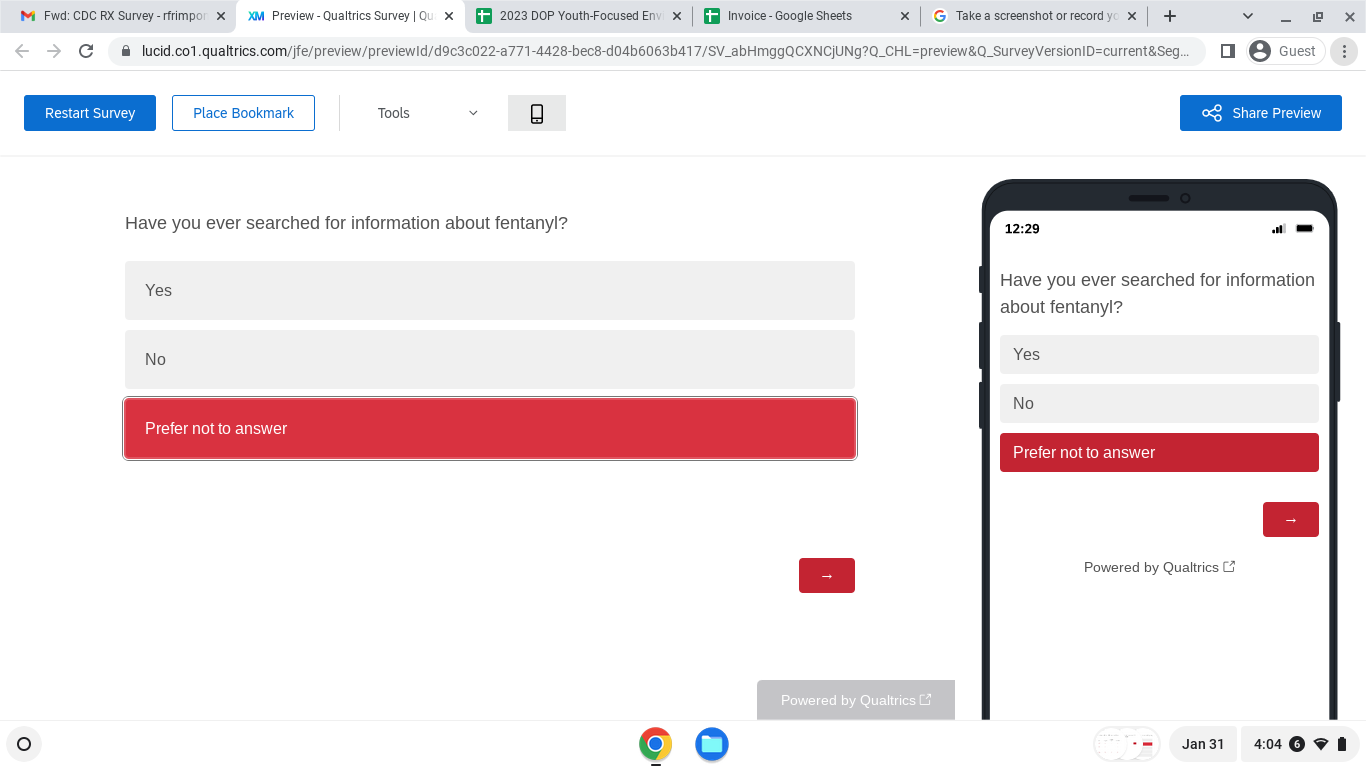 Fwd: CDC RX Survey - rfrimpon
Preview - Qualtrics Survey | Qu
2023 DOP Youth-Focused Envi
Invoice - Google Sheets
Take a screenshot or record yo
lucid.co1.qualtrics.com/jfe/preview/previewId/d9c3c022-a771-4428-bec8-d04b6063b417/SV_abHmggQCXNCjUNg?Q_CHL=preview&Q_SurveyVersionID=current&Seg...
Guest
Restart Survey
Place Bookmark
Tools
Share Preview
Have you ever searched for information about fentanyl?
Yes
No
Prefer not to answer
→
Powered by Qualtrics
12:29
Have you ever searched for information
about fentanyl?
Yes
No
Prefer not to answer
→
Powered by Qualtrics
Jan 31
4:04
6